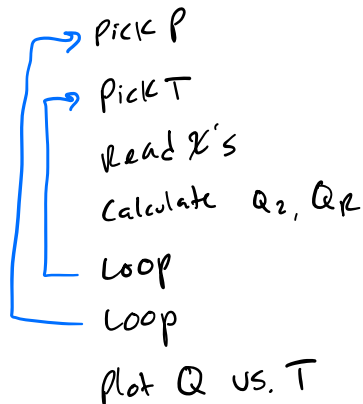 Pick P
Pick T
Read X's
Calculate Q2, QR
Loop
Loop
Plot Q vs. T